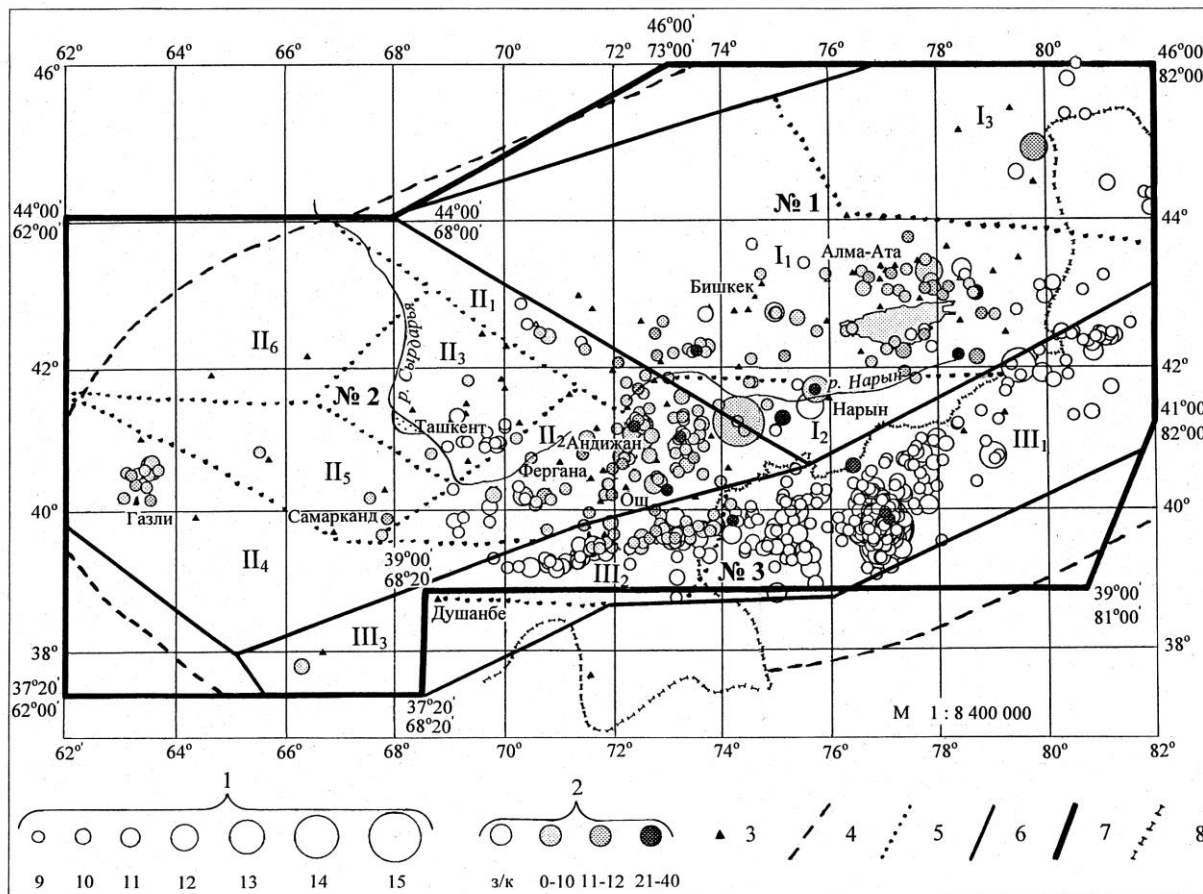 46°00′
62° 64° 66° 68° 70° 73°00′ 74° 76° 78° 80° 46°00′
82°00′
46°
I₃
44°00′
62°00′
44°00′
68°00′
№ 1
44°
I₁ Алма-Ата
Бишкек
II₁
II₆
р. Сырдарья
II₃
42°
р. Нарын
42°
№ 2
Нарын
41°00′
82°00′
Ташкент
II₂
Андижан
I₂
III₁
Фергана
II₅
Ош
40°
Газли
Самарканд
40°
39°00′
68°20′
II₄
III₂
№ 3
Душанбе
39°00′
81°00′
III₃
38°
38°
37°20′
62°00′
37°20′
68°20′
М 1 : 8 400 000
62° 64° 66° 68° 70° 72° 74° 76° 78° 80° 82°
1 2
3 4 5 6 7 8
9 10 11 12 13 14 15 з/к 0-10 11-12 21-40